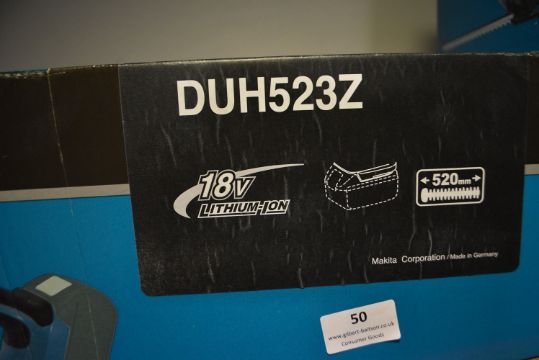 DUH523Z
18V
LITHIUM-ION
520mm
Makita Corporation / Made in Germany
50
www.gilbert-baitson.co.uk
Consumer Goods